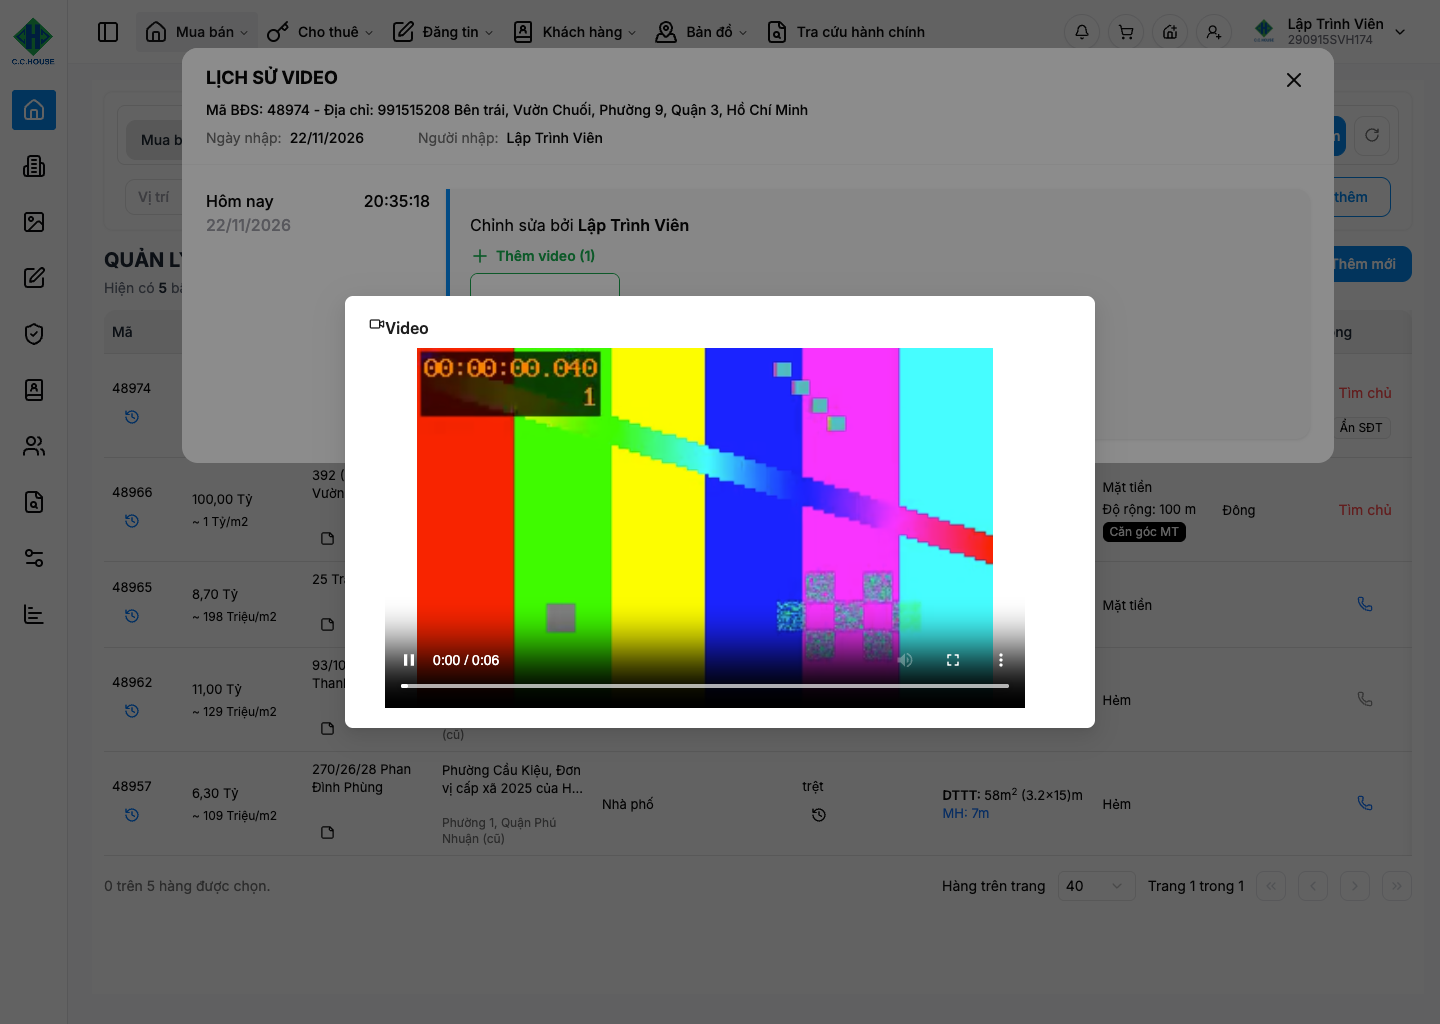 C.C.HOUSE
Mua bán
Cho thuê
Đăng tin
Khách hàng
Bản đồ
Tra cứu hành chính
Lập Trình Viên
290915SVH174
LỊCH SỬ VIDEO
Mã BĐS: 48974 - Địa chỉ: 991515208 Bên trái, Vườn Chuối, Phường 9, Quận 3, Hồ Chí Minh
Ngày nhập: 22/11/2026 Người nhập: Lập Trình Viên
Mua b
Vị trí
thêm
Hôm nay 20:35:18
22/11/2026
Chỉnh sửa bởi Lập Trình Viên
Thêm video (1)
QUẢN LÝ
Thêm mới
Hiện có 5 bả
Mã
ng
48974
Tìm chủ
Ẩn SĐT
Video
00:00:00.040
1
0:00 / 0:06
48966
100,00 Tỷ
~ 1 Tỷ/m2
392 (
Vườn
Mặt tiền
Độ rộng: 100 m
Căn góc MT
Đông
Tìm chủ
48965
8,70 Tỷ
~ 198 Triệu/m2
25 Tr
Mặt tiền
48962
11,00 Tỷ
~ 129 Triệu/m2
93/10
Thanh
(cũ)
Hẻm
48957
6,30 Tỷ
~ 109 Triệu/m2
270/26/28 Phan
Đình Phùng
Phường Cầu Kiệu, Đơn
vị cấp xã 2025 của H...
Phường 1, Quận Phú
Nhuận (cũ)
Nhà phố
trệt
DTTT: 58m2 (3.2x15)m
MH: 7m
Hẻm
0 trên 5 hàng được chọn.
Hàng trên trang 40 Trang 1 trong 1